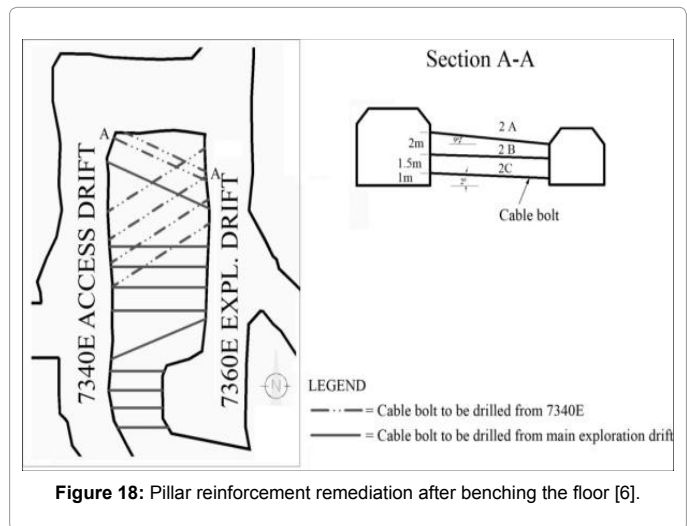 Section A-A
A
A
7340E ACCESS DRIFT
7360E EXPL. DRIFT
2m
1.5m
1m
2 A
2 B
2C
Cable bolt
N
LEGEND
= Cable bolt to be drilled from 7340E
= Cable bolt to be drilled from main exploration drift
Figure 18: Pillar reinforcement remediation after benching the floor [6].